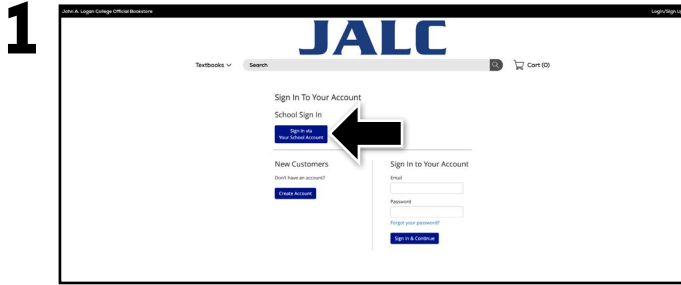 1
John A. Logan College Official Bookstore
Login/Sign U
JALC
Textbooks
Search
Cart (0)
Sign In To Your Account
School Sign In
Sign in via
Your School Account
New Customers
Don't have an account?
Create Account
Sign In to Your Account
Email
Password
Forgot your password?
Sign In & Continue